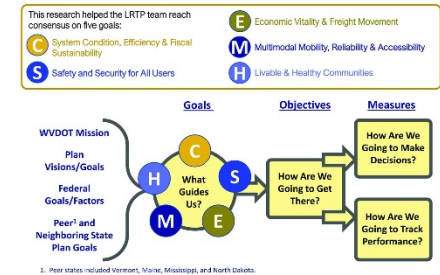 This research helped the LRTP team reach
consensus on five goals:
C System Condition, Efficiency & Fiscal
Sustainability
S Safety and Security for All Users
E Economic Vitality & Freight Movement
M Multimodal Mobility, Reliability & Accessibility
H Livable & Healthy Communities
Goals
Objectives
Measures
WVDOT Mission
Plan
Visions/Goals
Federal
Goals/Factors
Peer¹ and
Neighboring State
Plan Goals
C
H
S
What
Guides
Us?
M
E
How Are We
Going to Get
There?
How Are We
Going to Make
Decisions?
How Are We
Going to Track
Performance?
1. Peer states included Vermont, Maine, Mississippi, and North Dakota.